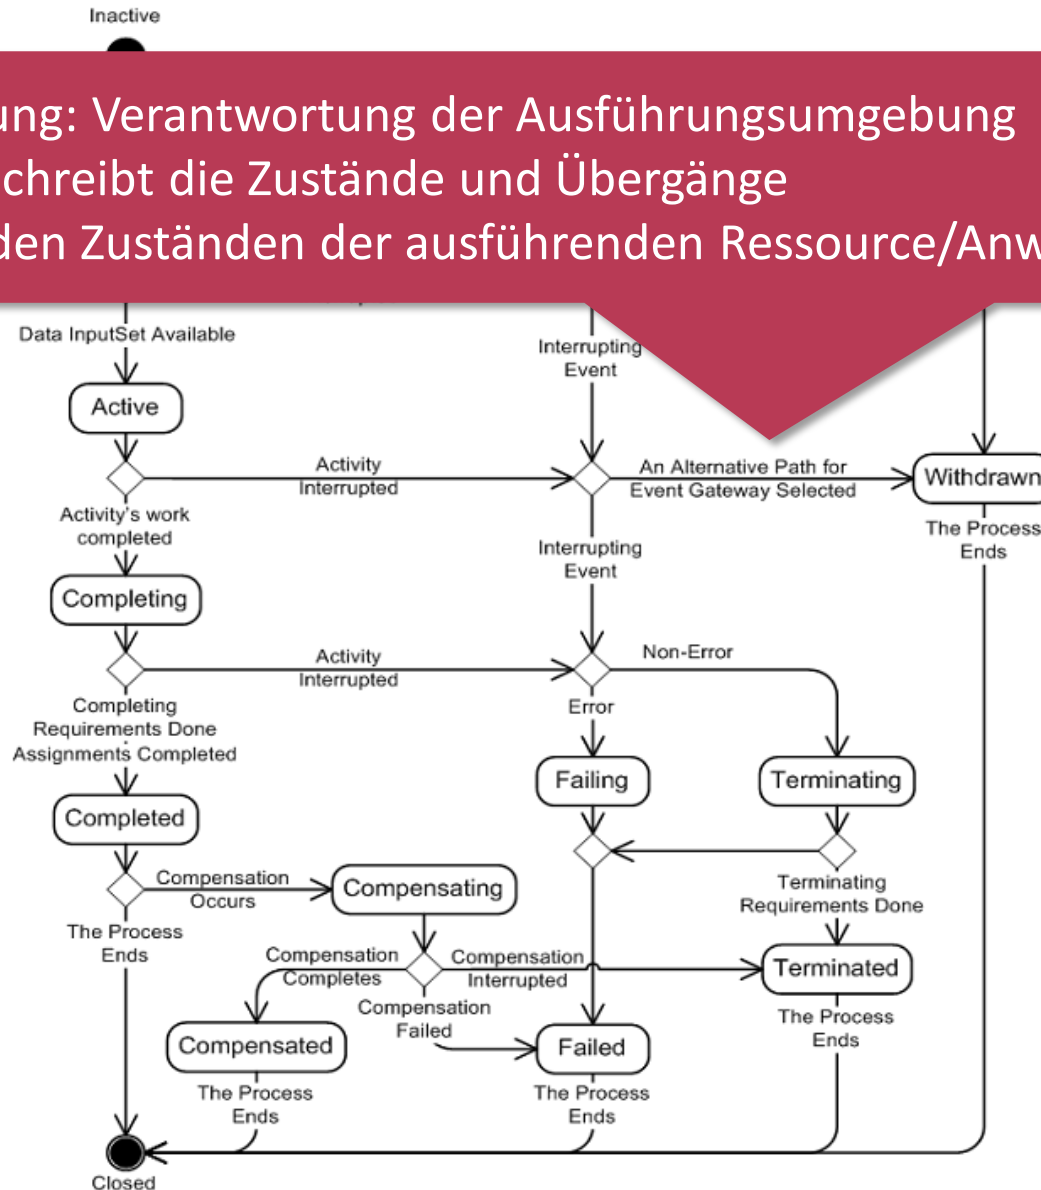 Inactive
ung: Verantwortung der Ausführungsumgebung
chreibt die Zustände und Übergänge
den Zuständen der ausführenden Ressource/Anw
Data InputSet Available
Interrupting
Event
Active
Activity
Interrupted
An Alternative Path for
Event Gateway Selected
Withdrawn
Activity's work
completed
The Process
Ends
Interrupting
Event
Completing
Activity
Interrupted
Non-Error
Completing
Requirements Done
Assignments Completed
Error
Failing
Terminating
Completed
Compensation
Occurs
Compensating
Terminating
Requirements Done
The Process
Ends
Compensation
Completes
Compensation
Interrupted
Terminated
Compensation
Failed
The Process
Ends
Compensated
Failed
The Process
Ends
The Process
Ends
Closed